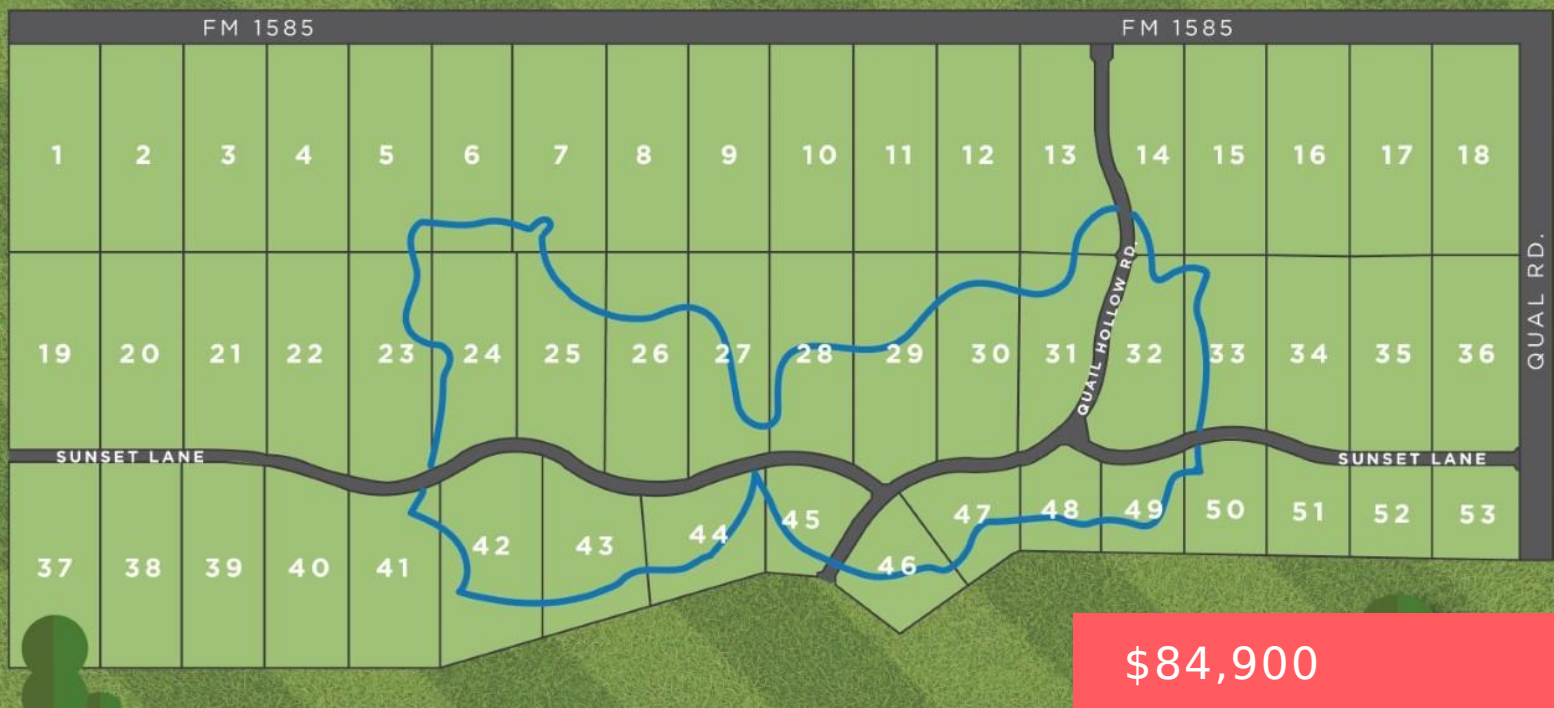 FM 1585 FM 1585
1 2 3 4 5 6 7 8 9 10 11 12 13 14 15 16 17 18
QUAL RD.
QUAIL HOLLOW RD.
19 20 21 22 23 24 25 26 27 28 29 30 31 32 33 34 35 36
SUNSET LANE SUNSET LANE
37 38 39 40 41 42 43 44 45 46 47 48 49 50 51 52 53
$84,900